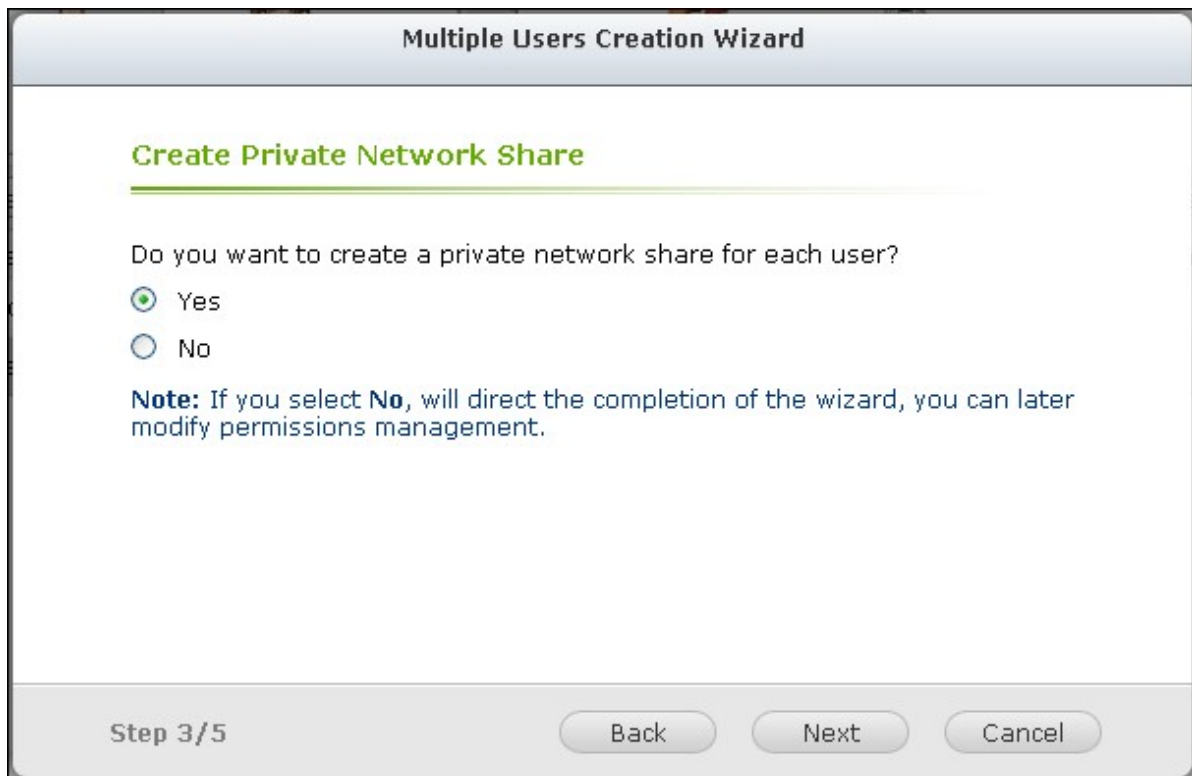 Multiple Users Creation Wizard
Create Private Network Share
Do you want to create a private network share for each user?
Yes
No
Note: If you select No, will direct the completion of the wizard, you can later
modify permissions management.
Step 3/5
Back
Next
Cancel